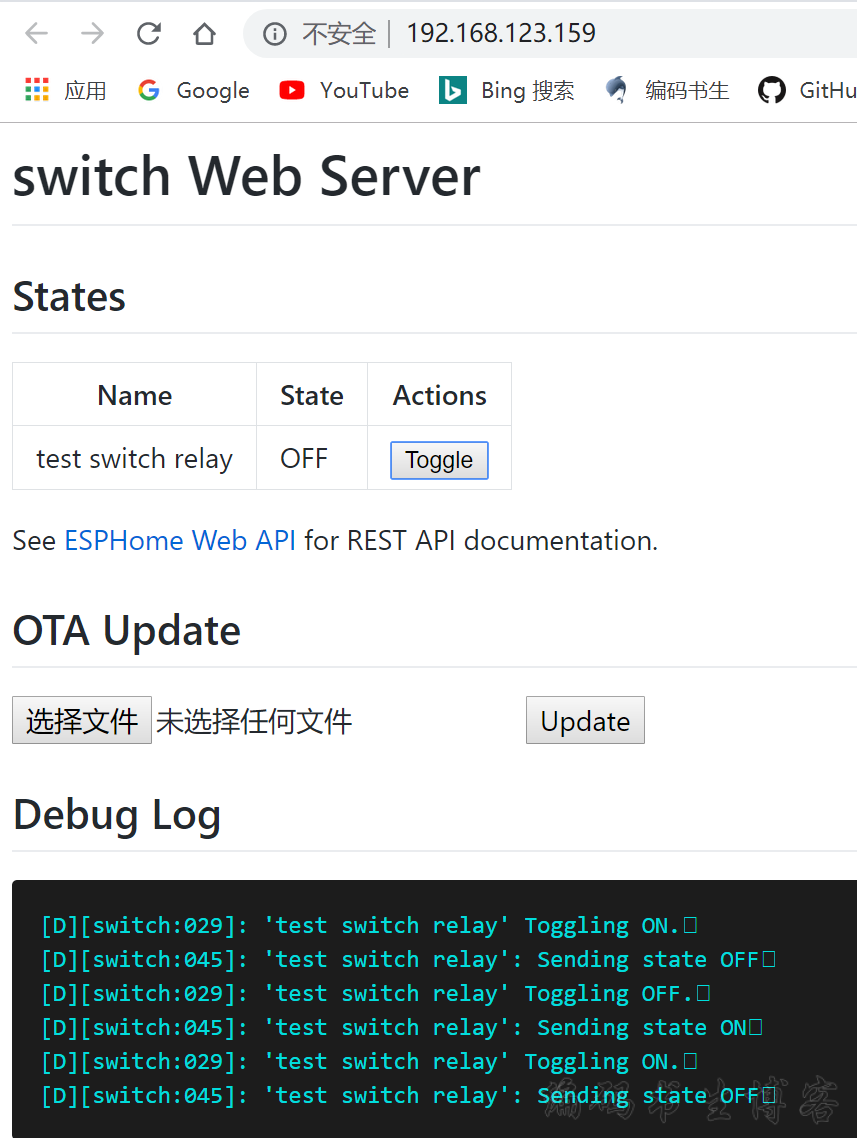 不安全 | 192.168.123.159
应用 Google YouTube Bing 搜索 编码书生 GitHu
switch Web Server
States
Name State Actions
test switch relay OFF Toggle
See ESPHome Web API for REST API documentation.
OTA Update
选择文件 未选择任何文件 Update
Debug Log
[D][switch:029]: 'test switch relay' Toggling ON.
[D][switch:045]: 'test switch relay': Sending state OFF
[D][switch:029]: 'test switch relay' Toggling OFF.
[D][switch:045]: 'test switch relay': Sending state ON
[D][switch:029]: 'test switch relay' Toggling ON.
[D][switch:045]: 'test switch relay': Sending state OFF
编码书生博客